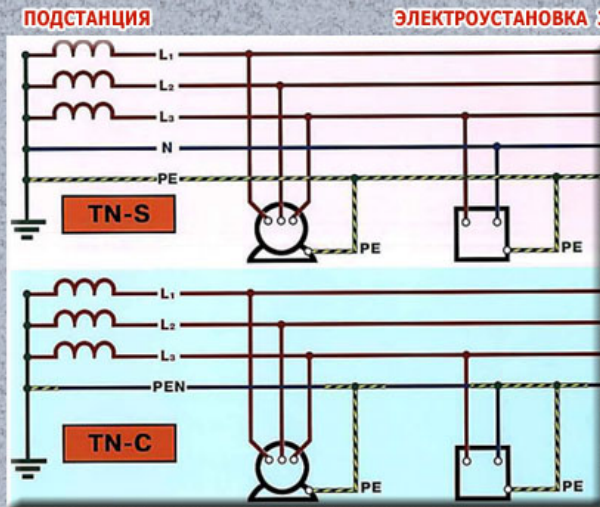 ПОДСТАНЦИЯ ЭЛЕКТРОУСТАНОВКА
L₁
L₂
L₃
N
PE
TN-S
PE PE
L₁
L₂
L₃
PEN
TN-C
PE PE